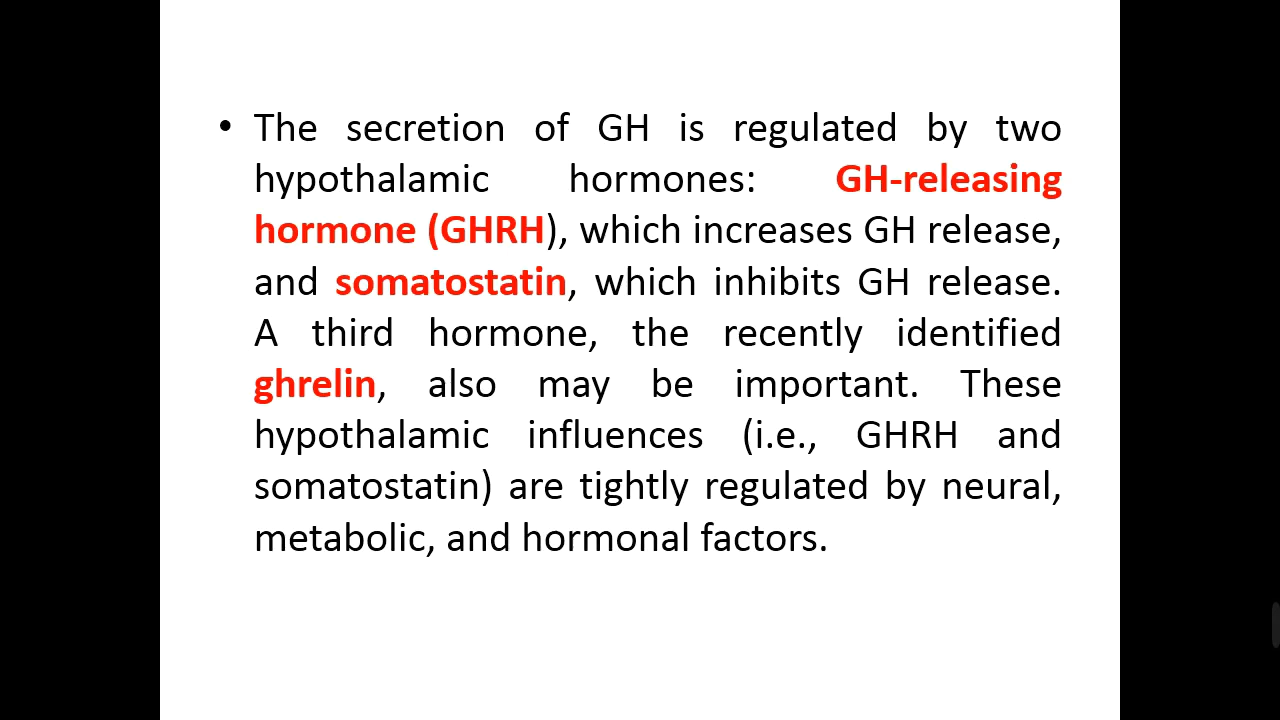 • The secretion of GH is regulated by two
hypothalamic hormones: GH-releasing
hormone (GHRH), which increases GH release,
and somatostatin, which inhibits GH release.
A third hormone, the recently identified
ghrelin, also may be important. These
hypothalamic influences (i.e., GHRH and
somatostatin) are tightly regulated by neural,
metabolic, and hormonal factors.